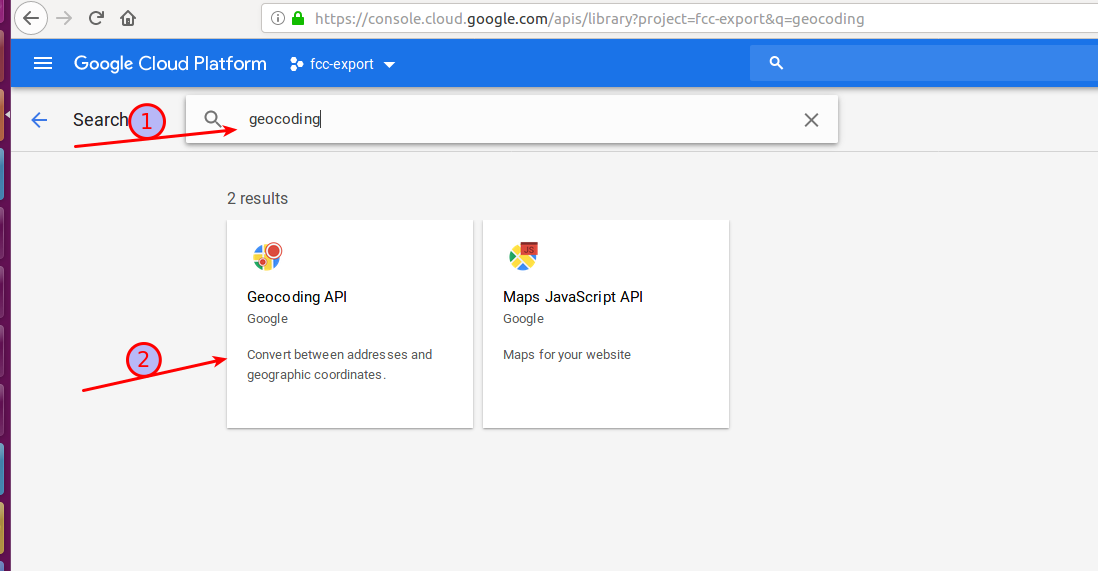 https://console.cloud.google.com/apis/library?project=fcc-export&q=geocoding
Google Cloud Platform
fcc-export
Search
1
geocoding
2 results
JS
Geocoding API
Google
Convert between addresses and
geographic coordinates.
Maps JavaScript API
Google
Maps for your website
2